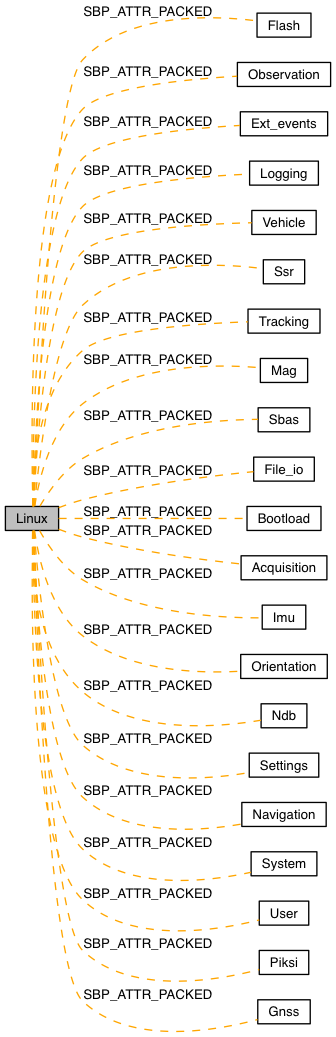 SBP_ATTR_PACKED
Flash
SBP_ATTR_PACKED
Observation
SBP_ATTR_PACKED
Ext_events
SBP_ATTR_PACKED
Logging
SBP_ATTR_PACKED
Vehicle
SBP_ATTR_PACKED
Ssr
SBP_ATTR_PACKED
Tracking
SBP_ATTR_PACKED
Mag
SBP_ATTR_PACKED
Sbas
SBP_ATTR_PACKED
File_io
Linux
SBP_ATTR_PACKED
Bootload
SBP_ATTR_PACKED
Acquisition
SBP_ATTR_PACKED
Imu
SBP_ATTR_PACKED
Orientation
SBP_ATTR_PACKED
Ndb
SBP_ATTR_PACKED
Settings
SBP_ATTR_PACKED
Navigation
SBP_ATTR_PACKED
System
SBP_ATTR_PACKED
User
SBP_ATTR_PACKED
Piksi
SBP_ATTR_PACKED
Gnss